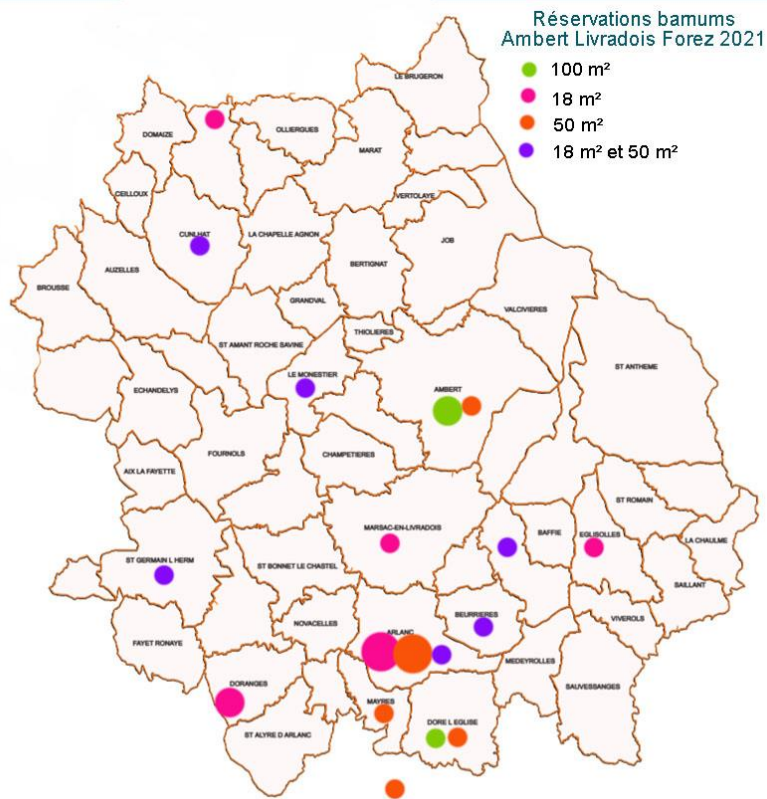 Réservations barnums
Ambert Livradois Forez 2021
100 m²
18 m²
50 m²
18 m² et 50 m²
LE BRUGERON
OLLIERGUES
DOMAIZE
MARAT
CEILLOUX
VERTOLAYE
CUNLHAT
LA CHAPELLE AGNON
JOB
BERTIGNAT
AUZELLES
BROUSSE
GRANDVAL
VALCIVIERES
THIOLIERES
ST AMANT ROCHE SAVINE
ST ANTHEME
LE MONESTIER
ECHANDELYS
AMBERT
FOURNOLS
CHAMPETIERES
AIX LA FAYETTE
ST ROMAIN
MARSAC-EN-LIVRADOIS
BAFFIE
EGLISOLLES
LA CHAULME
ST GERMAIN L HERM
ST BONNET LE CHASTEL
SAILLANT
BEURRIERES
VIVEROLS
NOVACELLES
ARLANC
FAYET RONAYE
MEDEYROLLES
DORANGES
SAUVESSANGES
MAYRES
DORE L EGLISE
ST ALYRE D ARLANC